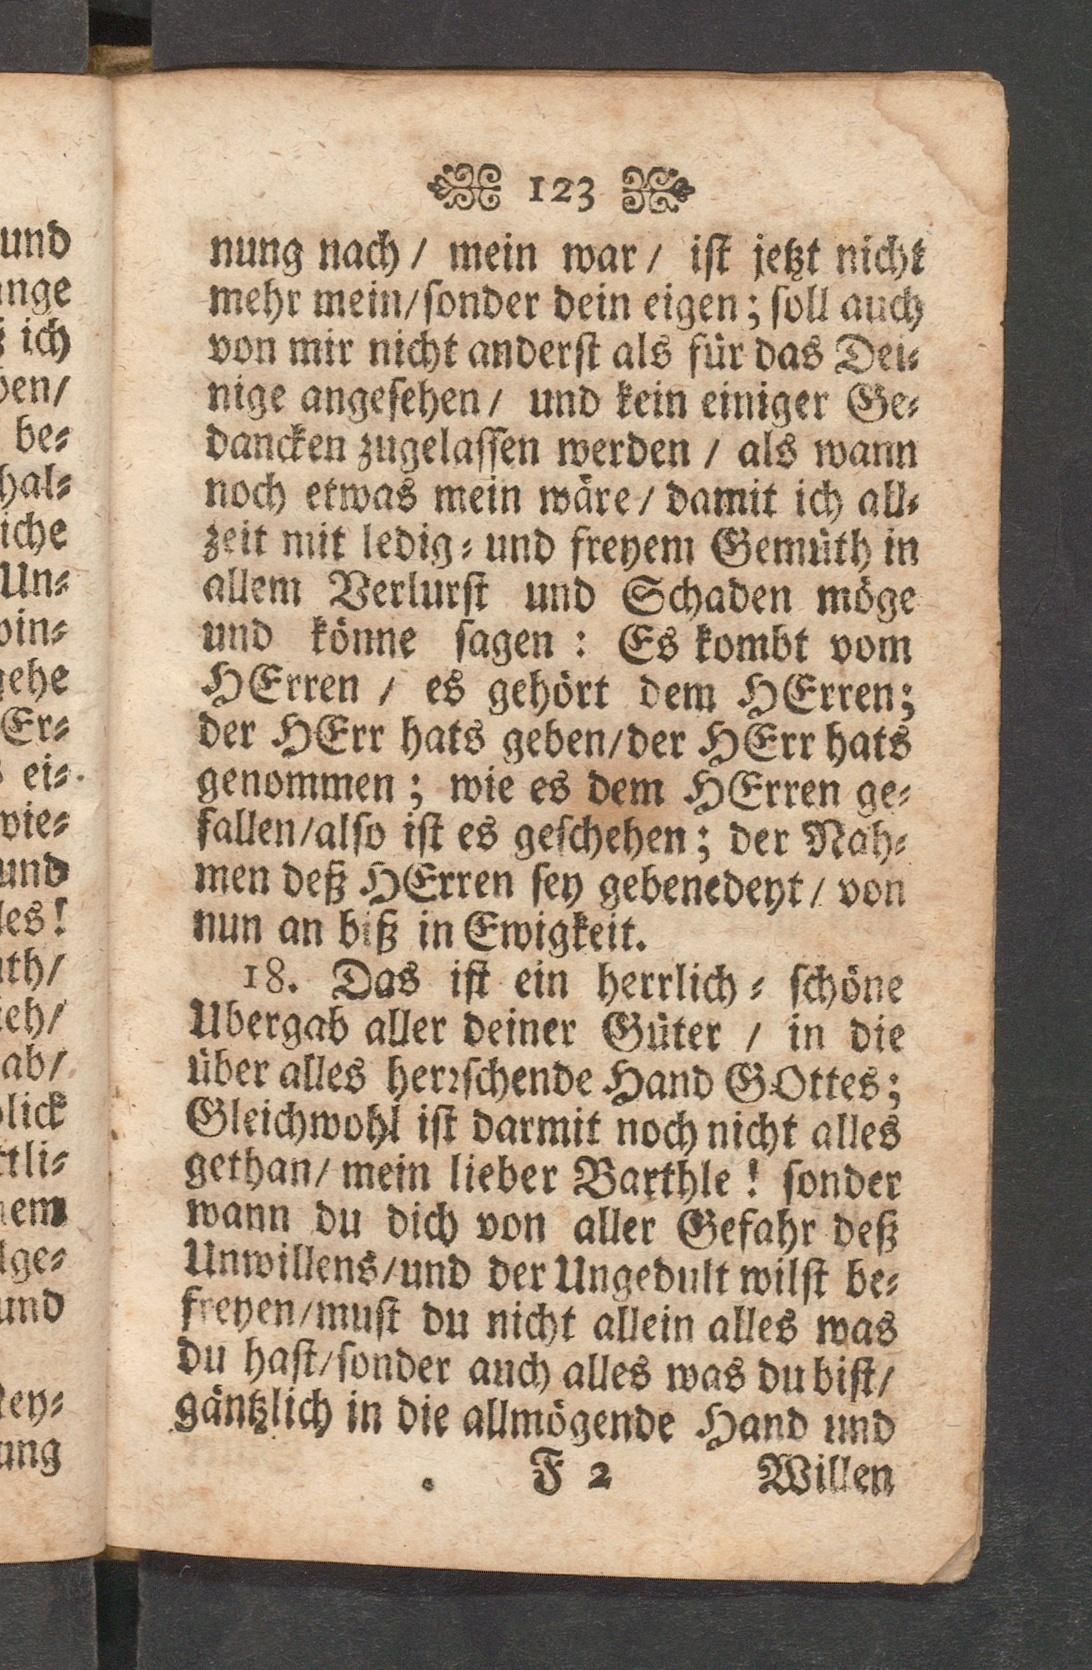 123
nung nach / mein war / ist jetzt nicht
mehr mein/sonder dein eigen; soll auch
von mir nicht anderst als für das Dei-
nige angesehen / und kein einiger Ge-
dancken zugelassen werden / als wann
noch etwas mein wäre / damit ich all-
zeit mit ledig- und freyem Gemüth in
allem Verlurst und Schaden möge
und könne sagen : Es kombt vom
HErren / es gehört dem HErren;
der HErr hats geben/der HErr hats
genommen ; wie es dem HErren ge-
fallen/also ist es geschehen; der Nah-
men deß HErren sey gebenedeyt / von
nun an biß in Ewigkeit.
18. Das ist ein herrlich- schöne
Ubergab aller deiner Güter / in die
über alles herrschende Hand GOttes;
Gleichwohl ist darmit noch nicht alles
gethan/ mein lieber Barthle ! sonder
wann du dich von aller Gefahr deß
Unwillens/und der Ungedult wilst be-
freyen/must du nicht allein alles was
du hast/sonder auch alles was du bist/
gäntzlich in die allmögende Hand und
F 2 Willen